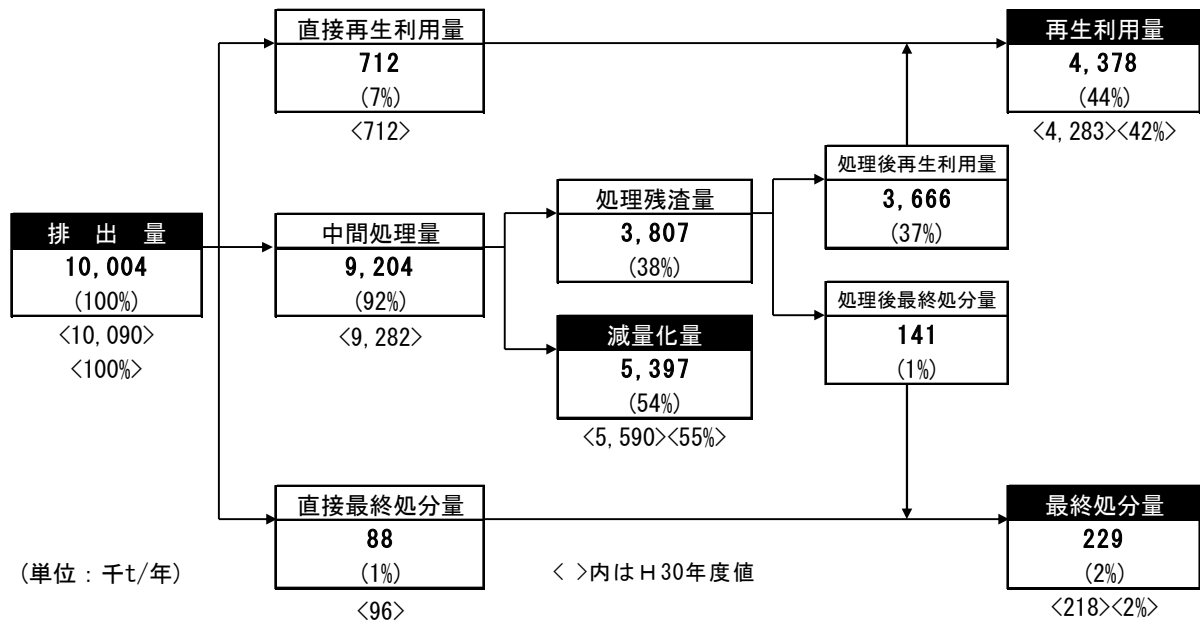 直接再生利用量
712
(7%)
<712>
再生利用量
4,378
(44%)
<4,283><42%>
処理後再生利用量
3,666
(37%)
処理残渣量
3,807
(38%)
排 出 量
10,004
(100%)
<10,090>
<100%>
中間処理量
9,204
(92%)
<9,282>
処理後最終処分量
141
(1%)
減量化量
5,397
(54%)
<5,590><55%>
直接最終処分量
88
(1%)
<96>
最終処分量
229
(2%)
<218><2%>
(単位：千t/年)
< >内はH30年度値